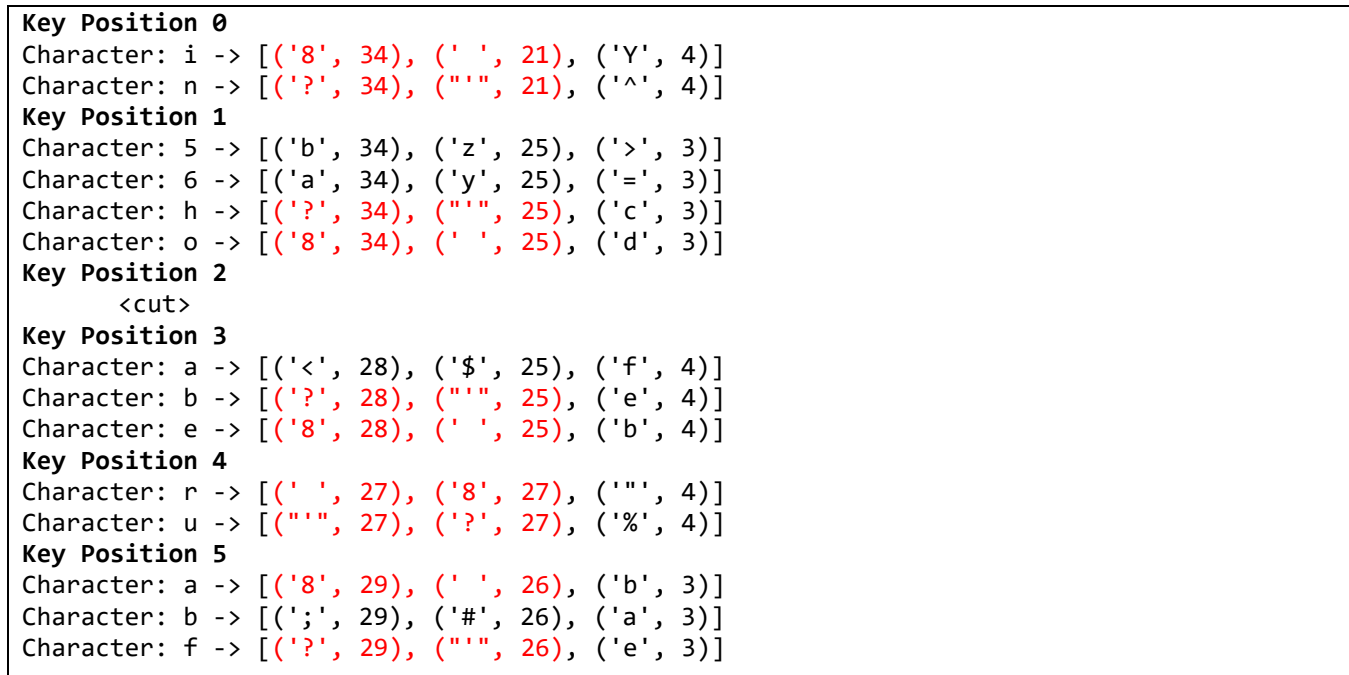 Key Position 0
Character: i -> [('8', 34), (' ', 21), ('Y', 4)]
Character: n -> [('?', 34), ("'", 21), ('^', 4)]
Key Position 1
Character: 5 -> [('b', 34), ('z', 25), ('>', 3)]
Character: 6 -> [('a', 34), ('y', 25), ('=', 3)]
Character: h -> [('?', 34), ("'", 25), ('c', 3)]
Character: o -> [('8', 34), (' ', 25), ('d', 3)]
Key Position 2
<cut>
Key Position 3
Character: a -> [('<', 28), ('$', 25), ('f', 4)]
Character: b -> [('?', 28), ("'", 25), ('e', 4)]
Character: e -> [('8', 28), (' ', 25), ('b', 4)]
Key Position 4
Character: r -> [(' ', 27), ('8', 27), ('"', 4)]
Character: u -> [("'", 27), ('?', 27), ('%', 4)]
Key Position 5
Character: a -> [('8', 29), (' ', 26), ('b', 3)]
Character: b -> [(';', 29), ('#', 26), ('a', 3)]
Character: f -> [('?', 29), ("'", 26), ('e', 3)]